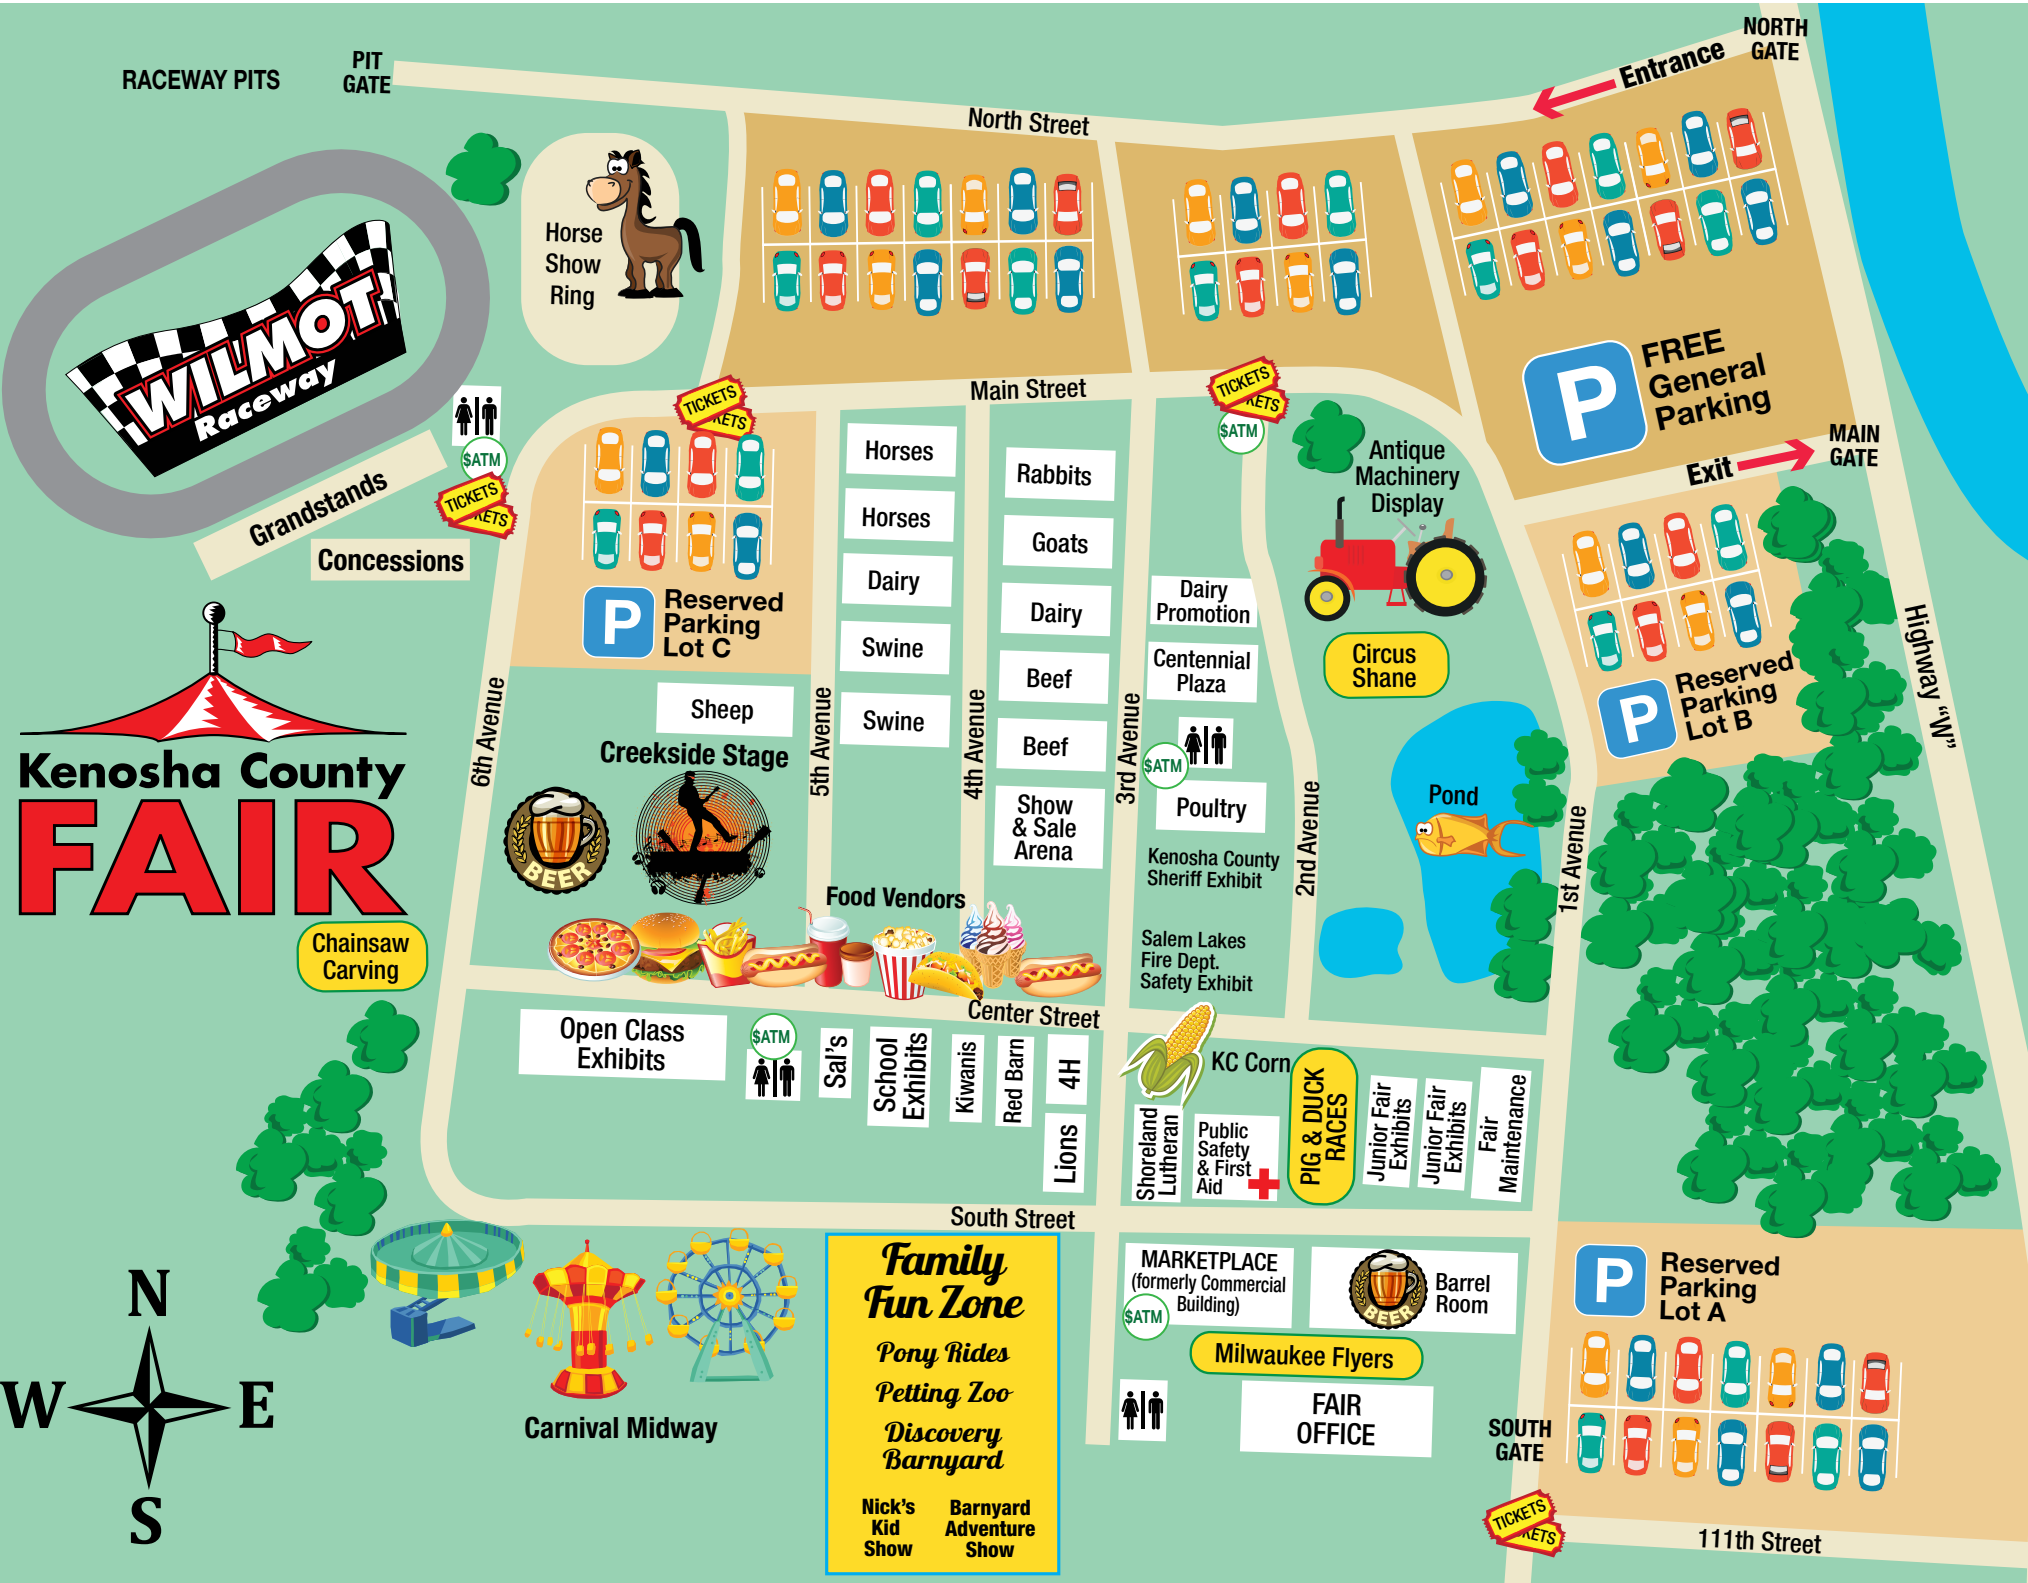 NORTH
GATE
Entrance
PIT
GATE
RACEWAY PITS
North Street
Horse
Show
Ring
WILMOT
Raceway
FREE
General
Parking
P
Main Street
TICKETS
KETS
TICKETS
KETS
$ATM
MAIN
GATE
Exit
$ATM
TICKETS
KETS
Grandstands
Concessions
Horses
Horses
Dairy
Swine
Swine
Rabbits
Goats
Dairy
Beef
Beef
Show
& Sale
Arena
Antique
Machinery
Display
Dairy
Promotion
Centennial
Plaza
Circus
Shane
P
Reserved
Parking
Lot C
P
Reserved
Parking
Lot B
Highway "W"
Sheep
Creekside Stage
BEER
6th Avenue
5th Avenue
4th Avenue
3rd Avenue
2nd Avenue
1st Avenue
$ATM
Poultry
Pond
Kenosha County
Sheriff Exhibit
Salem Lakes
Fire Dept.
Safety Exhibit
Kenosha County
FAIR
Chainsaw
Carving
Food Vendors
Center Street
Open Class
Exhibits
$ATM
Sal's
School
Exhibits
Kiwanis
Red Barn
4H
Lions
KC Corn
Shoreland
Lutheran
Public
Safety
& First
Aid
PIG & DUCK
RACES
Junior Fair
Exhibits
Junior Fair
Exhibits
Fair
Maintenance
South Street
Family
Fun Zone
Pony Rides
Petting Zoo
Discovery
Barnyard
Nick's
Kid
Show
Barnyard
Adventure
Show
Carnival Midway
MARKETPLACE
(formerly Commercial
Building)
$ATM
BEER
Barrel
Room
Milwaukee Flyers
FAIR
OFFICE
P
Reserved
Parking
Lot A
SOUTH
GATE
TICKETS
KETS
111th Street
N
W
E
S